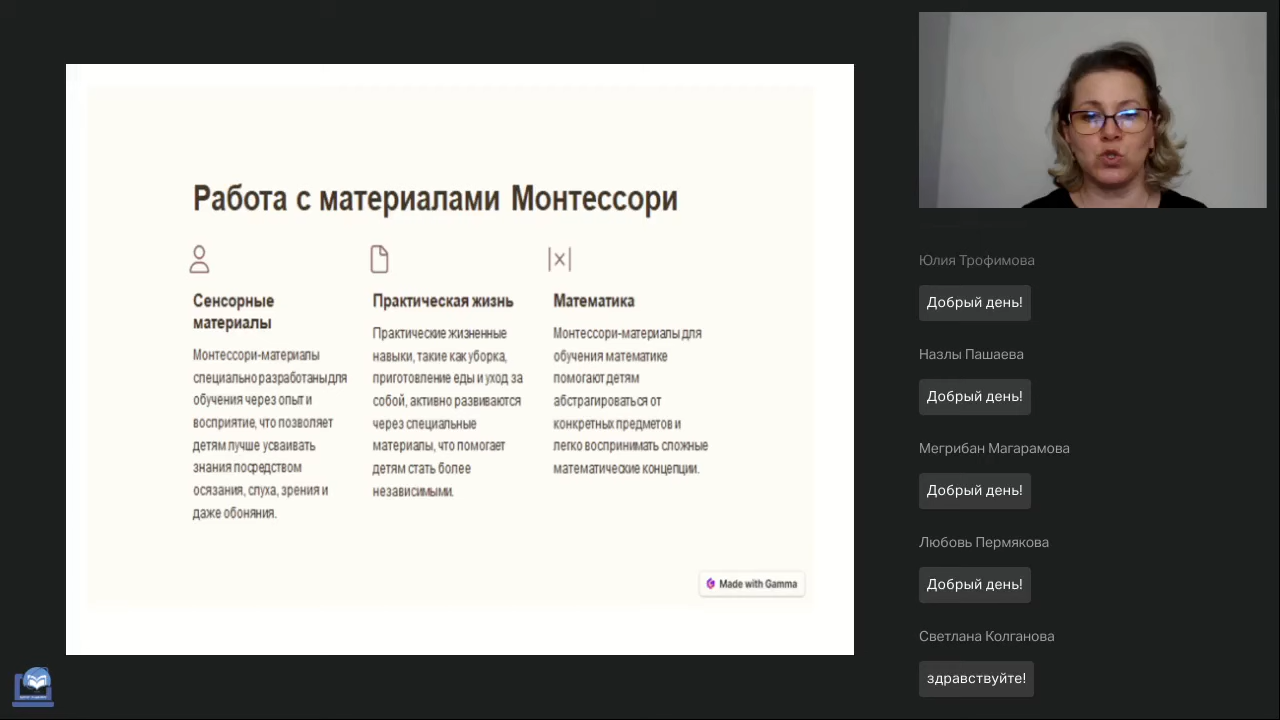 Работа с материалами Монтессори
Сенсорные
материалы
Монтессори-материалы
специально разработаны для
обучения через опыт и
восприятие, что позволяет
детям лучше усваивать
знания посредством
осязания, слуха, зрения и
даже обоняния.
Практическая жизнь
Практические жизненные
навыки, такие как уборка,
приготовление еды и уход за
собой, активно развиваются
через специальные
материалы, что помогает
детям стать более
независимыми.
Математика
Монтессори-материалы для
обучения математике
помогают детям
абстрагироваться от
конкретных предметов и
легко воспринимать сложные
математические концепции.
Made with Gamma
Юлия Трофимова
Добрый день!
Назлы Пашаева
Добрый день!
Мегрибан Магарамова
Добрый день!
Любовь Пермякова
Добрый день!
Светлана Колганова
здравствуйте!